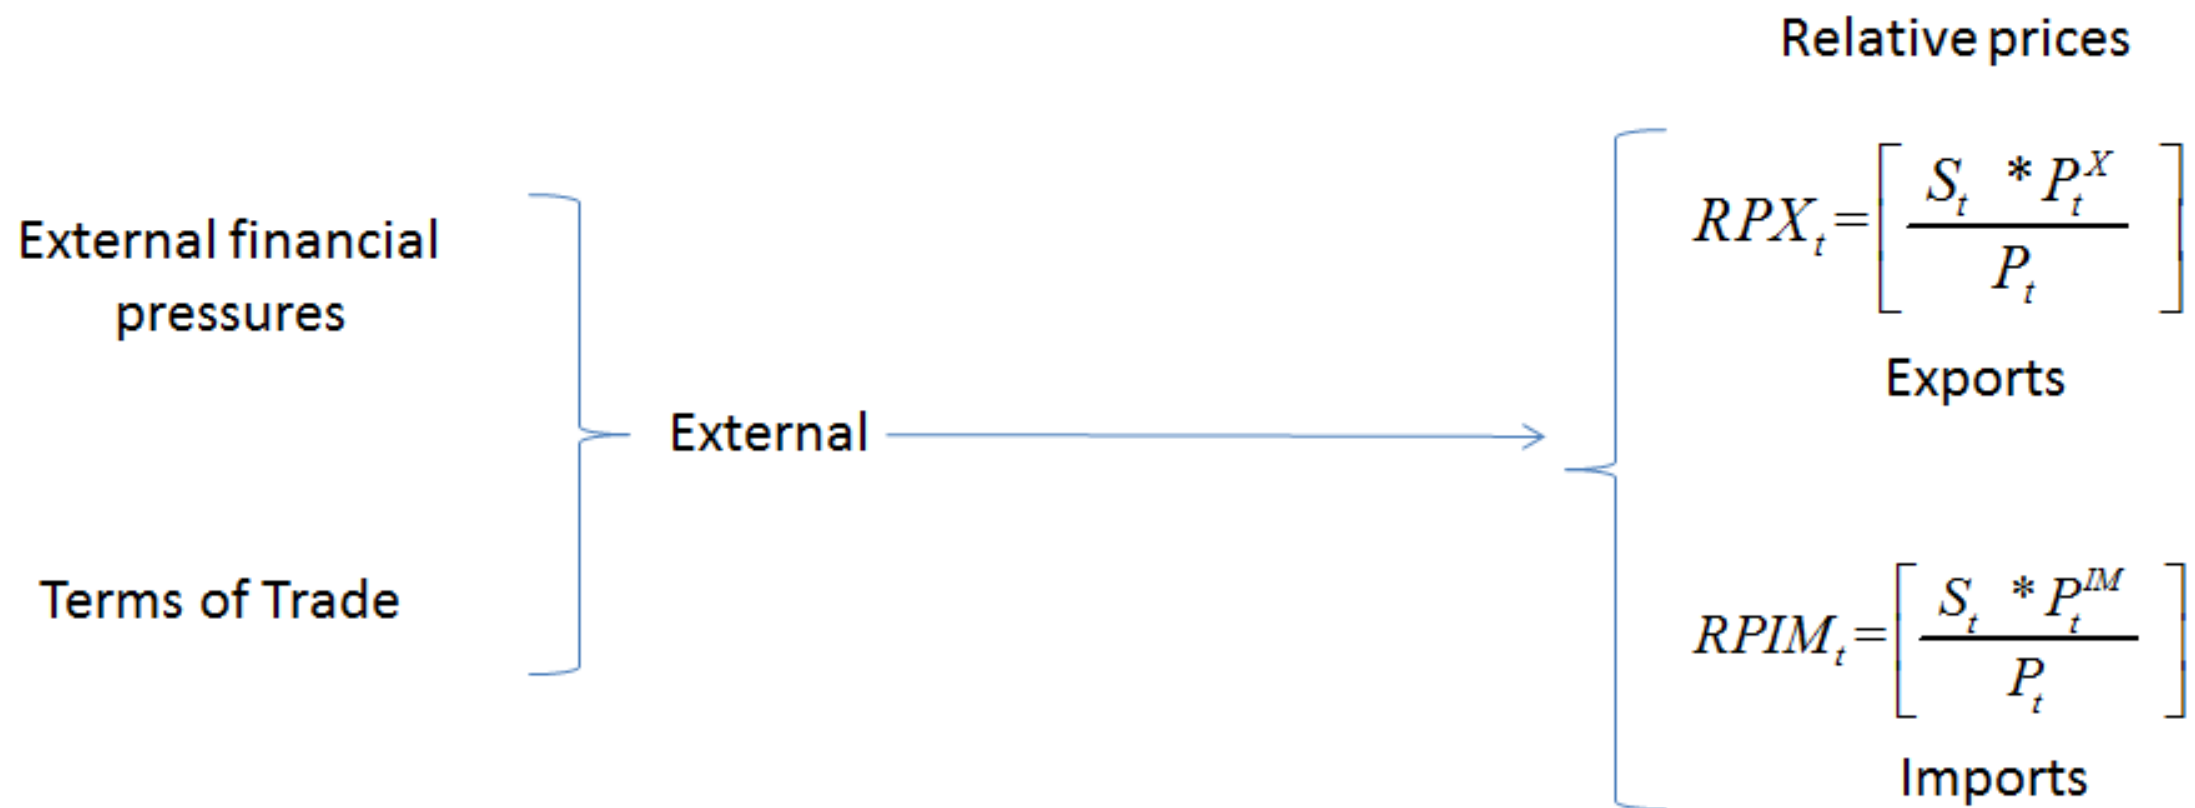 Relative prices
External financial
pressures
RPX_t = [ S_t * P_t^X / P_t ]
Exports
External
Terms of Trade
RPIM_t = [ S_t * P_t^IM / P_t ]
Imports